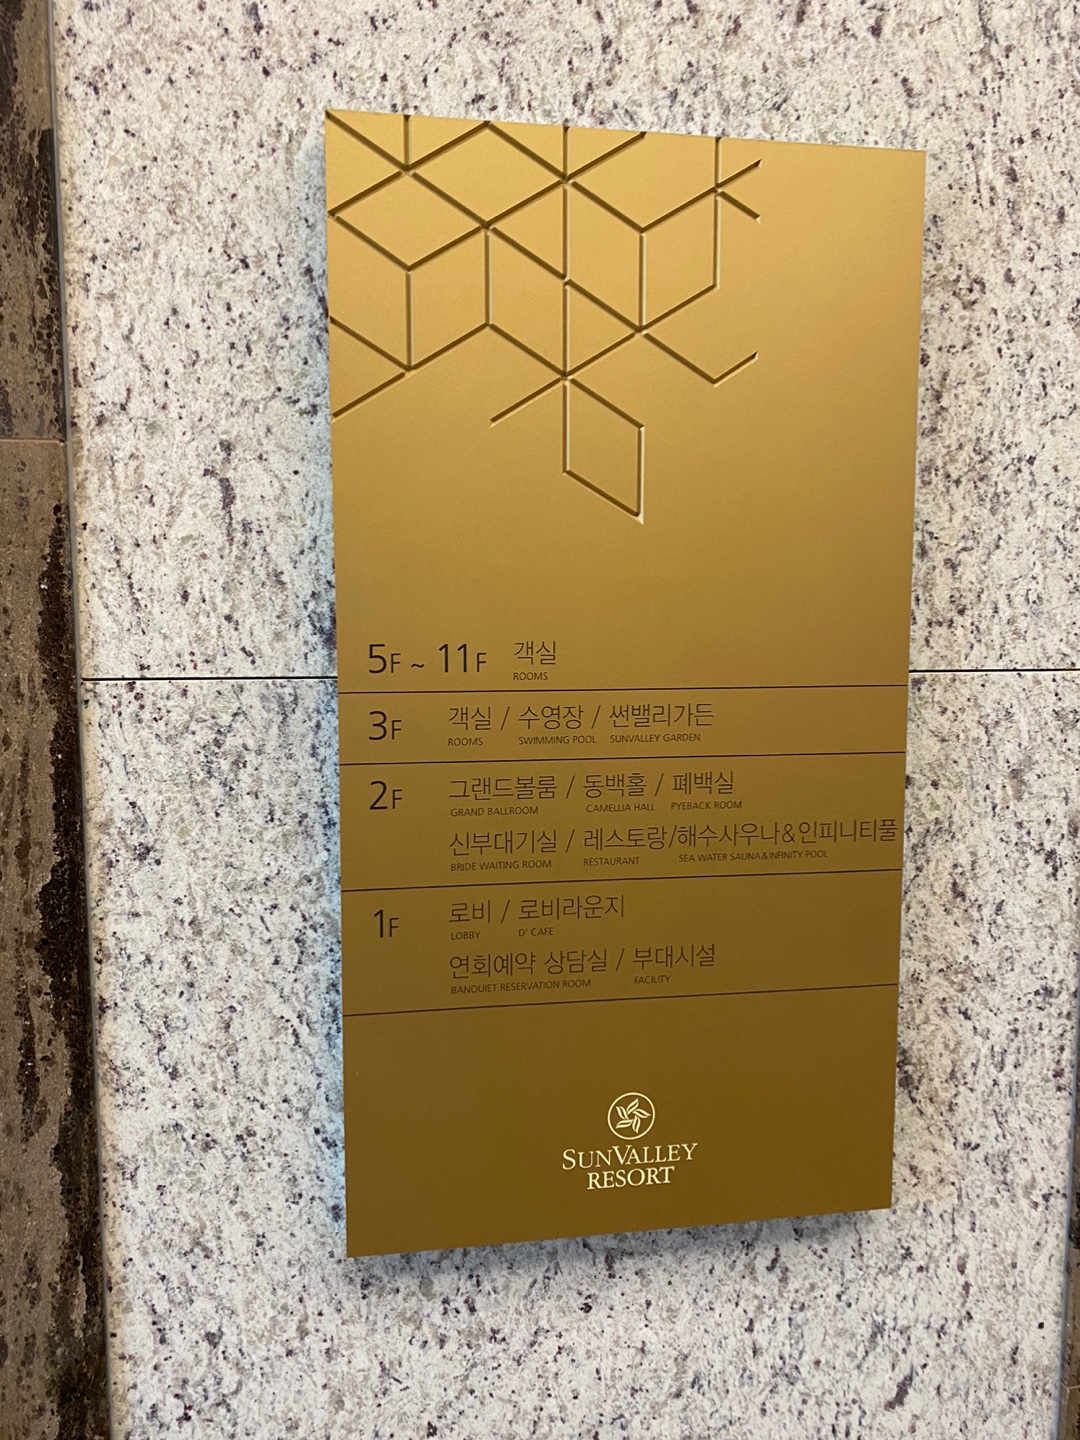 5F ~ 11F 객실
ROOMS
3F 객실 / 수영장 / 썬밸리가든
ROOMS SWIMMING POOL SUNVALLEY GARDEN
2F 그랜드볼룸 / 동백홀 / 폐백실
GRAND BALLROOM CAMELLIA HALL PYEBACK ROOM
신부대기실 / 레스토랑/해수사우나&인피니티풀
BRIDE WAITING ROOM RESTAURANT SEA WATER SAUNA&INFINITY POOL
1F 로비 / 로비라운지
LOBBY D' CAFE
연회예약 상담실 / 부대시설
BANQUIET RESERVATION ROOM FACILITY
SUNVALLEY
RESORT